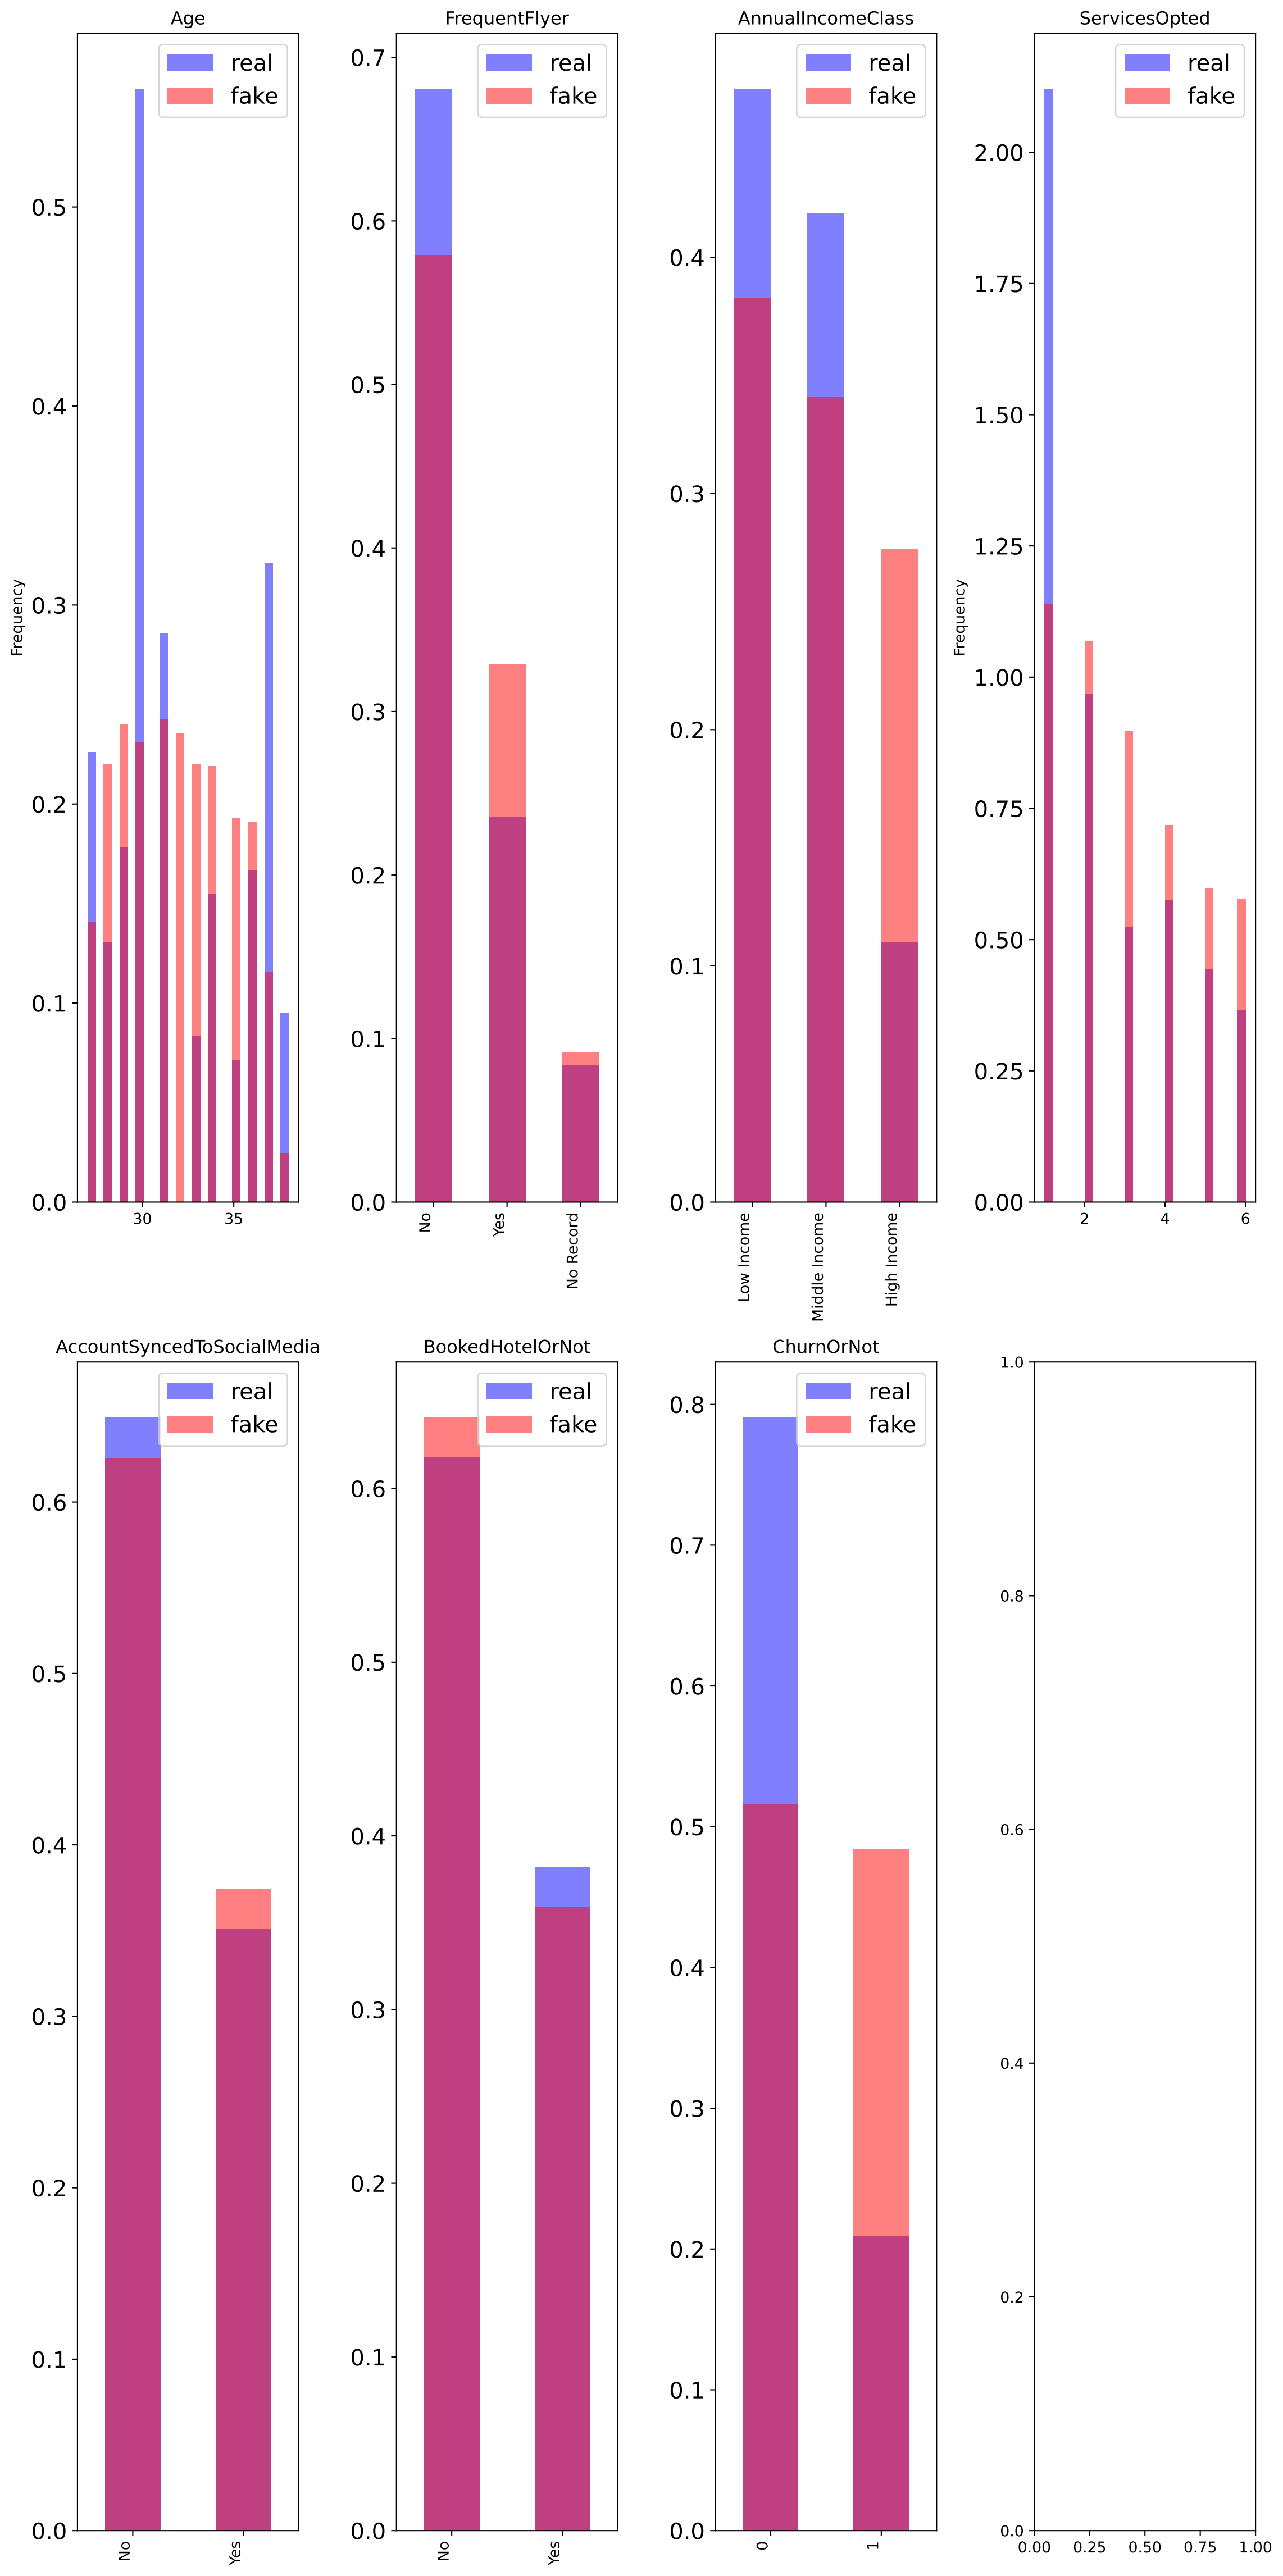 Age
real
fake
Frequency
0.5
0.4
0.3
0.2
0.1
0.0
30
35
FrequentFlyer
real
fake
0.7
0.6
0.5
0.4
0.3
0.2
0.1
0.0
No
Yes
No Record
AnnualIncomeClass
real
fake
0.4
0.3
0.2
0.1
0.0
Low Income
Middle Income
High Income
ServicesOpted
real
fake
Frequency
2.00
1.75
1.50
1.25
1.00
0.75
0.50
0.25
0.00
2
4
6
AccountSyncedToSocialMedia
real
fake
0.6
0.5
0.4
0.3
0.2
0.1
0.0
No
Yes
BookedHotelOrNot
real
fake
0.6
0.5
0.4
0.3
0.2
0.1
0.0
No
Yes
ChurnOrNot
real
fake
0.8
0.7
0.6
0.5
0.4
0.3
0.2
0.1
0.0
0
1
1.0
0.8
0.6
0.4
0.2
0.0
0.00
0.25
0.50
0.75
1.00